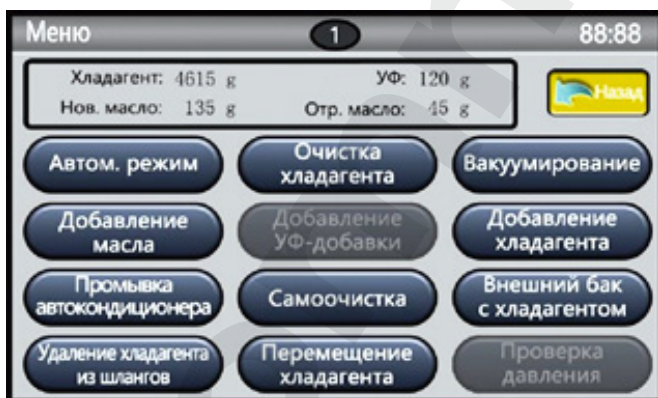 Меню 1 88:88
Хладагент: 4615 g УФ: 120 g
Нов. масло: 135 g Отр. масло: 45 g
Назад
Автом. режим
Очистка
хладагента
Вакуумирование
Добавление
масла
Добавление
УФ-добавки
Добавление
хладагента
Промывка
автокондиционера
Самоочистка
Внешний бак
с хладагентом
Удаление хладагента
из шлангов
Перемещение
хладагента
Проверка
давления